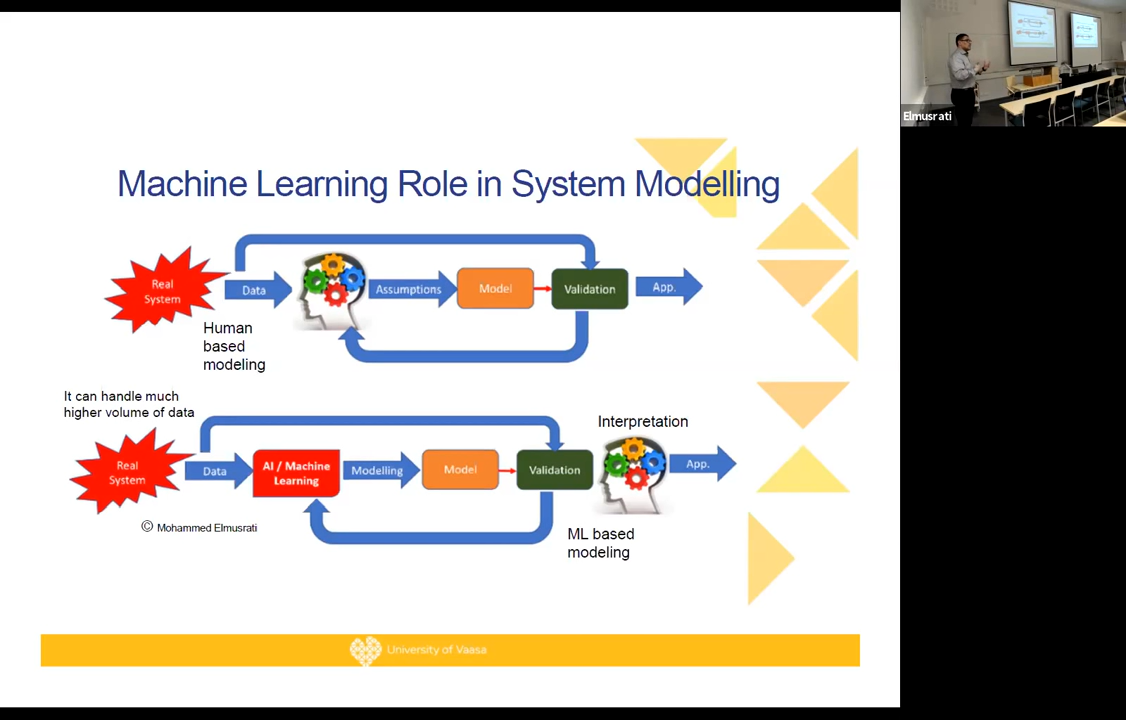 Elmusrati
Machine Learning Role in System Modelling
Real
System
Data
Assumptions
Model
Validation
App.
Human
based
modeling
It can handle much
higher volume of data
Interpretation
Real
System
Data
AI / Machine
Learning
Modelling
Model
Validation
App.
© Mohammed Elmusrati
ML based
modeling
University of Vaasa